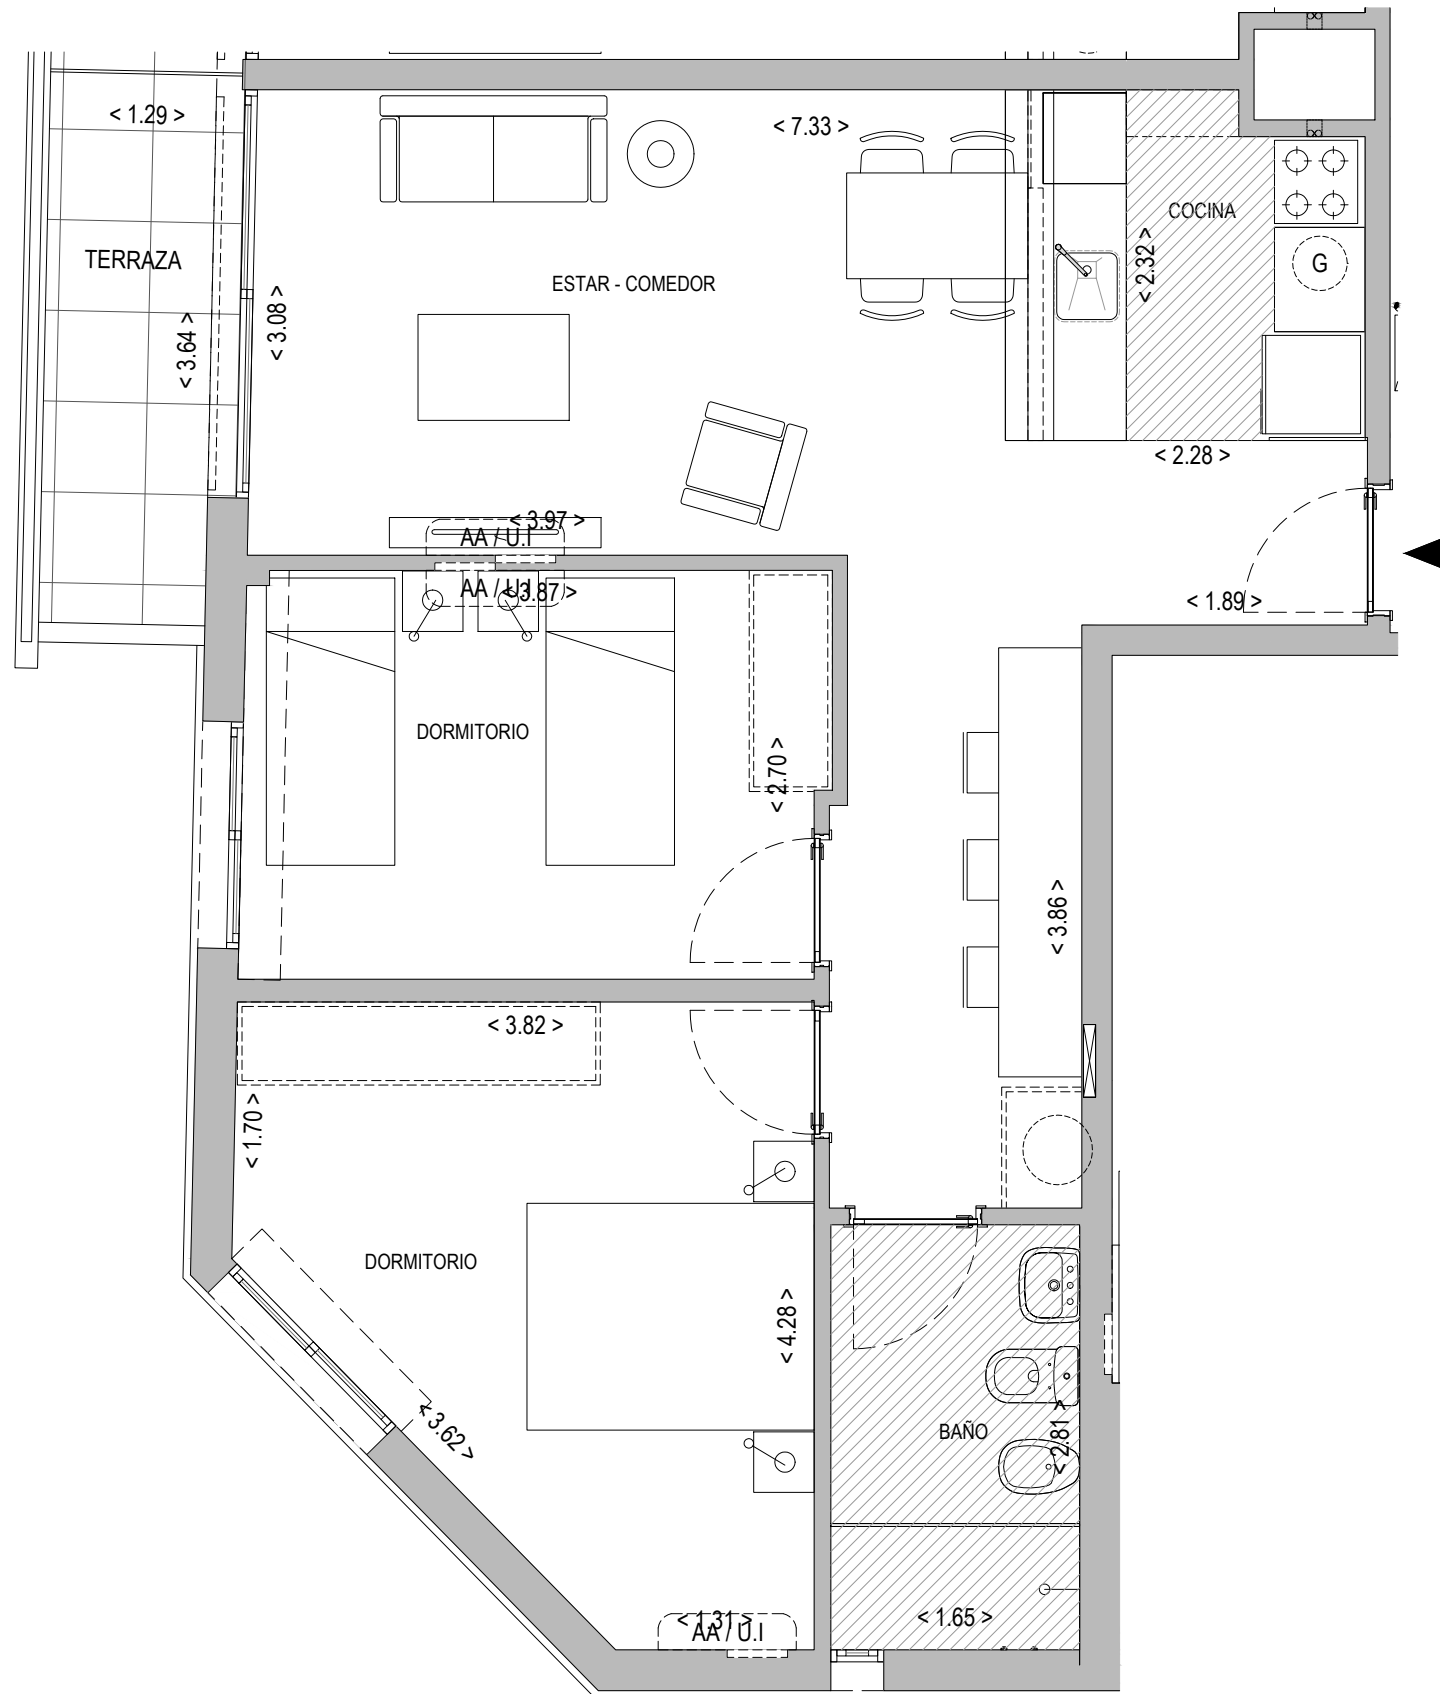 < 1.29 >
< 7.33 >
COCINA
< 2.32 >
TERRAZA
G
ESTAR - COMEDOR
< 3.08 >
< 3.64 >
< 2.28 >
< 3.97 >
AA / U.I
AA / U.I
< 3.87 >
< 1.89 >
DORMITORIO
< 2.70 >
< 3.86 >
< 3.82 >
< 1.70 >
DORMITORIO
< 4.28 >
< 3.62 >
BAÑO
< 2.81 >
< 1.31 >
AA / U.I
< 1.65 >